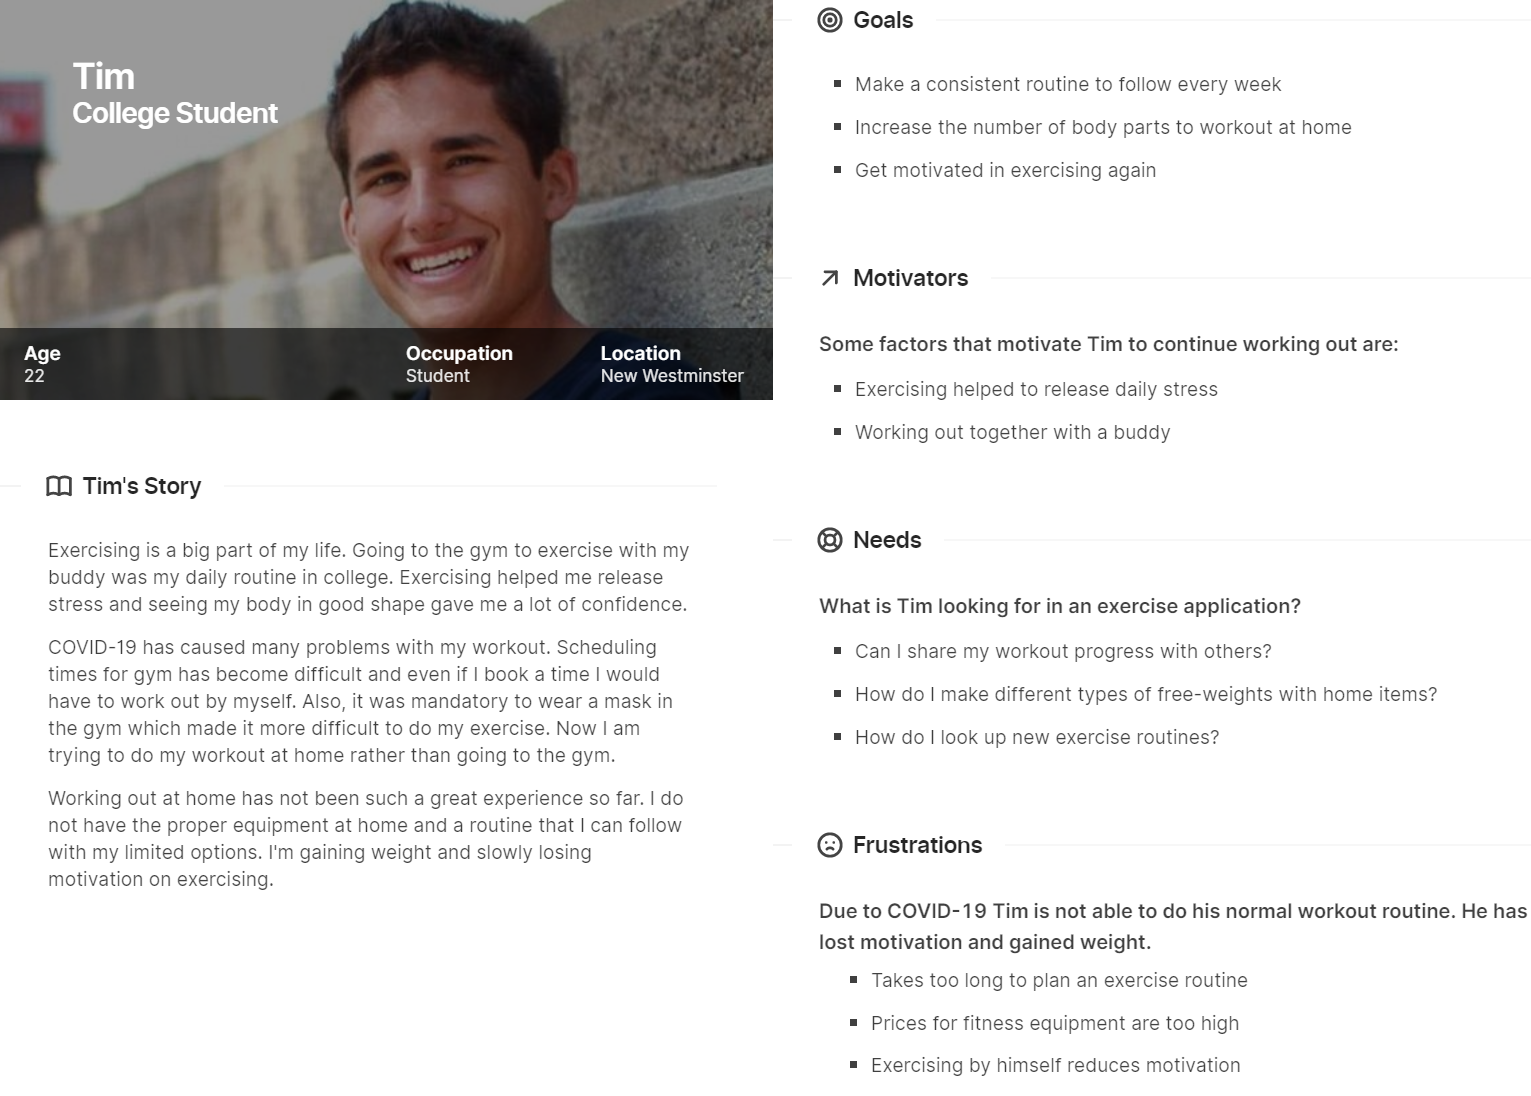 Tim
College Student
Age
22
Occupation
Student
Location
New Westminster
Tim's Story
Exercising is a big part of my life. Going to the gym to exercise with my
buddy was my daily routine in college. Exercising helped me release
stress and seeing my body in good shape gave me a lot of confidence.
COVID-19 has caused many problems with my workout. Scheduling
times for gym has become difficult and even if I book a time I would
have to work out by myself. Also, it was mandatory to wear a mask in
the gym which made it more difficult to do my exercise. Now I am
trying to do my workout at home rather than going to the gym.
Working out at home has not been such a great experience so far. I do
not have the proper equipment at home and a routine that I can follow
with my limited options. I'm gaining weight and slowly losing
motivation on exercising.
Goals
Make a consistent routine to follow every week
Increase the number of body parts to workout at home
Get motivated in exercising again
Motivators
Some factors that motivate Tim to continue working out are:
Exercising helped to release daily stress
Working out together with a buddy
Needs
What is Tim looking for in an exercise application?
Can I share my workout progress with others?
How do I make different types of free-weights with home items?
How do I look up new exercise routines?
Frustrations
Due to COVID-19 Tim is not able to do his normal workout routine. He has
lost motivation and gained weight.
Takes too long to plan an exercise routine
Prices for fitness equipment are too high
Exercising by himself reduces motivation